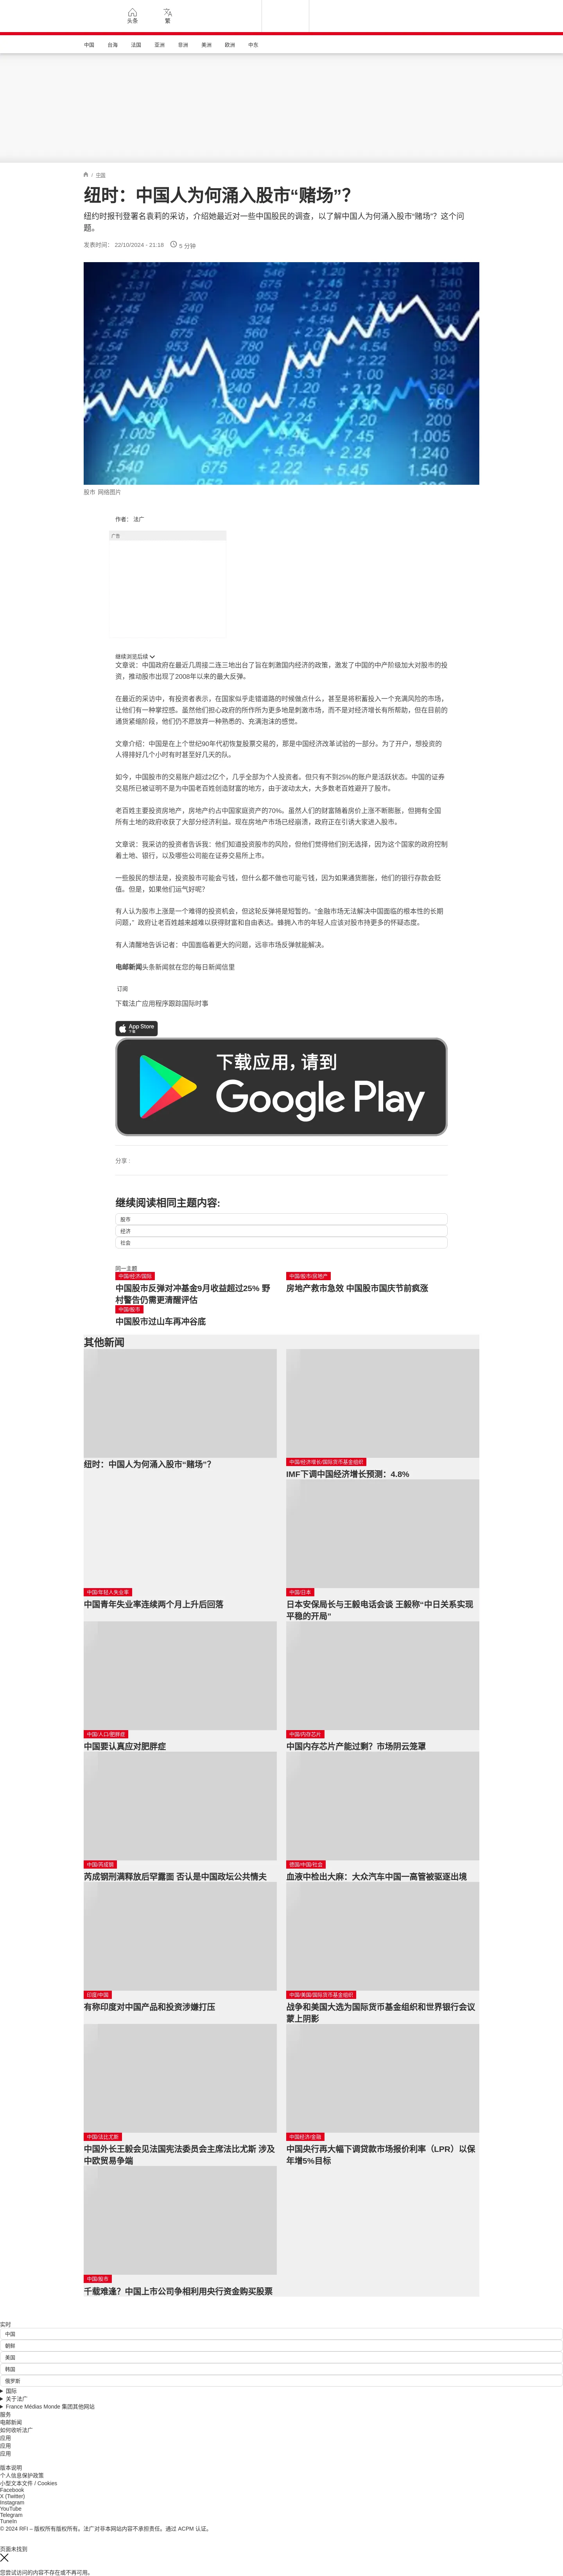 头条
繁
中国
台海
法国
亚洲
非洲
美洲
欧洲
中东
/ 中国
纽时：中国人为何涌入股市“赌场”？
纽约时报刊登署名袁莉的采访，介绍她最近对一些中国股民的调查，以了解中国人为何涌入股市“赌场”？这个问
题。
发表时间： 22/10/2024 - 21:18
5 分钟
股市 网络图片
作者： 法广
广告
继续浏览后续
文章说：中国政府在最近几周接二连三地出台了旨在刺激国内经济的政策，激发了中国的中产阶级加大对股市的投
资，推动股市出现了2008年以来的最大反弹。
在最近的采访中，有投资者表示，在国家似乎走错道路的时候做点什么，甚至是将积蓄投入一个充满风险的市场，
让他们有一种掌控感。虽然他们担心政府的所作所为更多地是刺激市场，而不是对经济增长有所帮助，但在目前的
通货紧缩阶段，他们仍不愿放弃一种熟悉的、充满泡沫的感觉。
文章介绍：中国是在上个世纪90年代初恢复股票交易的，那是中国经济改革试验的一部分。为了开户，想投资的
人得排好几个小时有时甚至好几天的队。
如今，中国股市的交易账户超过2亿个，几乎全部为个人投资者。但只有不到25%的账户是活跃状态。中国的证券
交易所已被证明不是为中国老百姓创造财富的地方，由于波动太大，大多数老百姓避开了股市。
老百姓主要投资房地产，房地产约占中国家庭资产的70%。虽然人们的财富随着房价上涨不断膨胀，但拥有全国
所有土地的政府收获了大部分经济利益。现在房地产市场已经崩溃，政府正在引请大家进入股市。
文章说：我采访的投资者告诉我：他们知道投资股市的风险，但他们觉得他们别无选择，因为这个国家的政府控制
着土地、银行，以及哪些公司能在证券交易所上市。
一些股民的想法是，投资股市可能会亏钱，但什么都不做也可能亏钱，因为如果通货膨胀，他们的银行存款会贬
值。但是，如果他们运气好呢？
有人认为股市上涨是一个难得的投资机会，但这轮反弹将是短暂的。“金融市场无法解决中国面临的根本性的长期
问题，”政府让老百姓越来越难以获得财富和自由表达。蜂拥入市的年轻人应该对股市持更多的怀疑态度。
有人清醒地告诉记者：中国面临着更大的问题，远非市场反弹就能解决。
电邮新闻头条新闻就在您的每日新闻信里
订阅
下载法广应用程序跟踪国际时事
App Store
下载
下载应用，请到
Google Play
分享 :
继续阅读相同主题内容:
股市
经济
社会
同一主题
中国/经济/国际
中国股市反弹对冲基金9月收益超过25% 野
村警告仍需更清醒评估
中国/股市/房地产
房地产救市急效 中国股市国庆节前疯涨
中国/股市
中国股市过山车再冲谷底
其他新闻
纽时：中国人为何涌入股市“赌场”？
中国/经济增长/国际货币基金组织
IMF下调中国经济增长预测：4.8%
中国/年轻人失业率
中国青年失业率连续两个月上升后回落
中国/日本
日本安保局长与王毅电话会谈 王毅称“中日关系实现
平稳的开局”
中国/人口/肥胖症
中国要认真应对肥胖症
中国/内存芯片
中国内存芯片产能过剩？市场阴云笼罩
中国/芮成钢
芮成钢刑满释放后罕露面 否认是中国政坛公共情夫
德国/中国/社会
血液中检出大麻：大众汽车中国一高管被驱逐出境
印度/中国
有称印度对中国产品和投资涉嫌打压
中国/美国/国际货币基金组织
战争和美国大选为国际货币基金组织和世界银行会议
蒙上阴影
中国/法比尤斯
中国外长王毅会见法国宪法委员会主席法比尤斯 涉及
中欧贸易争端
中国经济/金融
中国央行再大幅下调贷款市场报价利率（LPR）以保
年增5%目标
中国/股市
千载难逢？中国上市公司争相利用央行资金购买股票
实时
中国
朝鲜
美国
韩国
俄罗斯
国际
关于法广
France Médias Monde 集团其他网站
服务
电邮新闻
如何收听法广
应用
应用
应用
版本说明
个人信息保护政策
小型文本文件 / Cookies
Facebook
X (Twitter)
Instagram
YouTube
Telegram
TuneIn
© 2024 RFI – 版权所有版权所有。法广对非本网站内容不承担责任。通过 ACPM 认证。
页面未找到
您尝试访问的内容不存在或不再可用。